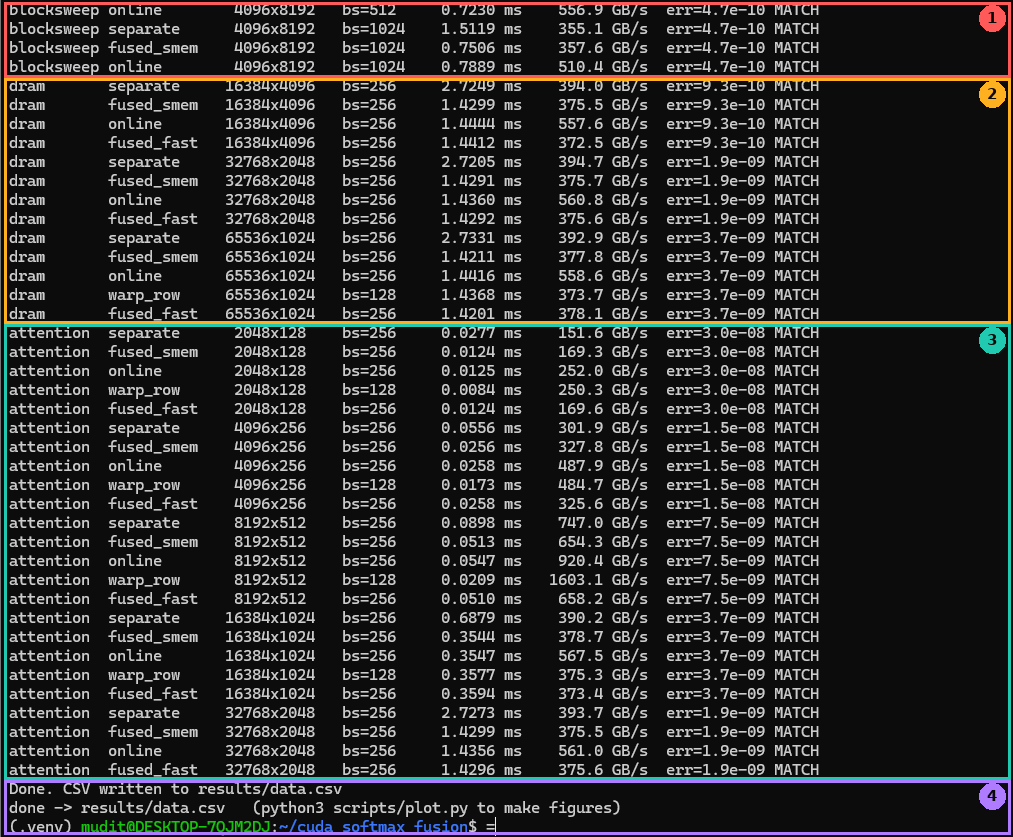 blocksweep online 4096x8192 bs=512 0.7230 ms 556.9 GB/s err=4.7e-10 MATCH
1
blocksweep separate 4096x8192 bs=1024 1.5119 ms 355.1 GB/s err=4.7e-10 MATCH
blocksweep fused_smem 4096x8192 bs=1024 0.7506 ms 357.6 GB/s err=4.7e-10 MATCH
blocksweep online 4096x8192 bs=1024 0.7889 ms 510.4 GB/s err=4.7e-10 MATCH
dram separate 16384x4096 bs=256 2.7249 ms 394.0 GB/s err=9.3e-10 MATCH
2
dram fused_smem 16384x4096 bs=256 1.4299 ms 375.5 GB/s err=9.3e-10 MATCH
dram online 16384x4096 bs=256 1.4444 ms 557.6 GB/s err=9.3e-10 MATCH
dram fused_fast 16384x4096 bs=256 1.4412 ms 372.5 GB/s err=9.3e-10 MATCH
dram separate 32768x2048 bs=256 2.7205 ms 394.7 GB/s err=1.9e-09 MATCH
dram fused_smem 32768x2048 bs=256 1.4291 ms 375.7 GB/s err=1.9e-09 MATCH
dram online 32768x2048 bs=256 1.4360 ms 560.8 GB/s err=1.9e-09 MATCH
dram fused_fast 32768x2048 bs=256 1.4292 ms 375.6 GB/s err=1.9e-09 MATCH
dram separate 65536x1024 bs=256 2.7331 ms 392.9 GB/s err=3.7e-09 MATCH
dram fused_smem 65536x1024 bs=256 1.4211 ms 377.8 GB/s err=3.7e-09 MATCH
dram online 65536x1024 bs=256 1.4416 ms 558.6 GB/s err=3.7e-09 MATCH
dram warp_row 65536x1024 bs=128 1.4368 ms 373.7 GB/s err=3.7e-09 MATCH
dram fused_fast 65536x1024 bs=256 1.4201 ms 378.1 GB/s err=3.7e-09 MATCH
attention separate 2048x128 bs=256 0.0277 ms 151.6 GB/s err=3.0e-08 MATCH
3
attention fused_smem 2048x128 bs=256 0.0124 ms 169.3 GB/s err=3.0e-08 MATCH
attention online 2048x128 bs=256 0.0125 ms 252.0 GB/s err=3.0e-08 MATCH
attention warp_row 2048x128 bs=128 0.0084 ms 250.3 GB/s err=3.0e-08 MATCH
attention fused_fast 2048x128 bs=256 0.0124 ms 169.6 GB/s err=3.0e-08 MATCH
attention separate 4096x256 bs=256 0.0556 ms 301.9 GB/s err=1.5e-08 MATCH
attention fused_smem 4096x256 bs=256 0.0256 ms 327.8 GB/s err=1.5e-08 MATCH
attention online 4096x256 bs=256 0.0258 ms 487.9 GB/s err=1.5e-08 MATCH
attention warp_row 4096x256 bs=128 0.0173 ms 484.7 GB/s err=1.5e-08 MATCH
attention fused_fast 4096x256 bs=256 0.0258 ms 325.6 GB/s err=1.5e-08 MATCH
attention separate 8192x512 bs=256 0.0898 ms 747.0 GB/s err=7.5e-09 MATCH
attention fused_smem 8192x512 bs=256 0.0513 ms 654.3 GB/s err=7.5e-09 MATCH
attention online 8192x512 bs=256 0.0547 ms 920.4 GB/s err=7.5e-09 MATCH
attention warp_row 8192x512 bs=128 0.0209 ms 1603.1 GB/s err=7.5e-09 MATCH
attention fused_fast 8192x512 bs=256 0.0510 ms 658.2 GB/s err=7.5e-09 MATCH
attention separate 16384x1024 bs=256 0.6879 ms 390.2 GB/s err=3.7e-09 MATCH
attention fused_smem 16384x1024 bs=256 0.3544 ms 378.7 GB/s err=3.7e-09 MATCH
attention online 16384x1024 bs=256 0.3547 ms 567.5 GB/s err=3.7e-09 MATCH
attention warp_row 16384x1024 bs=128 0.3577 ms 375.3 GB/s err=3.7e-09 MATCH
attention fused_fast 16384x1024 bs=256 0.3594 ms 373.4 GB/s err=3.7e-09 MATCH
attention separate 32768x2048 bs=256 2.7273 ms 393.7 GB/s err=1.9e-09 MATCH
attention fused_smem 32768x2048 bs=256 1.4299 ms 375.5 GB/s err=1.9e-09 MATCH
attention online 32768x2048 bs=256 1.4356 ms 561.0 GB/s err=1.9e-09 MATCH
attention fused_fast 32768x2048 bs=256 1.4296 ms 375.6 GB/s err=1.9e-09 MATCH
Done. CSV written to results/data.csv
4
done -> results/data.csv (python3 scripts/plot.py to make figures)
(.venv) mudit@DESKTOP-7QJM2DJ:~/cuda_softmax_fusion$ =